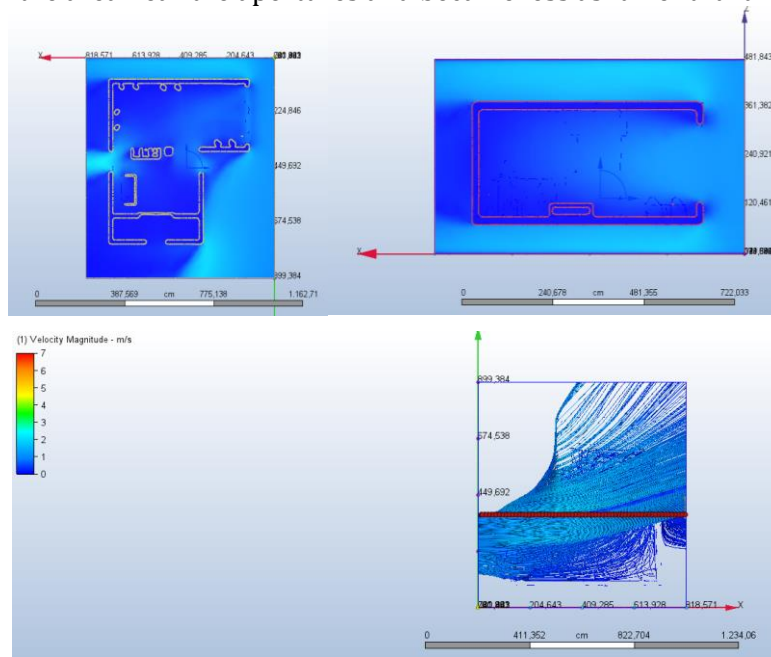 X 818,571 613,928 409,285 204,643
224,846
449,692
674,538
899,384
0 387,569 cm 775,138 1.162,71
Z
481,843
361,382
240,921
120,461
X
0 240,678 cm 481,355 722,033
(1) Velocity Magnitude - m/s
7
6
5
4
3
2
1
0
899,384
674,538
449,692
204,643 409,285 613,928 818,571 X
0 411,352 cm 822,704 1.234,06